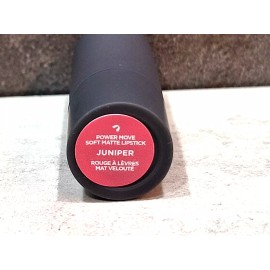 POWER MOVE
SOFT MATTE LIPSTICK
JUNIPER
ROUGE À LÈVRES
MAT VELOUTÉ